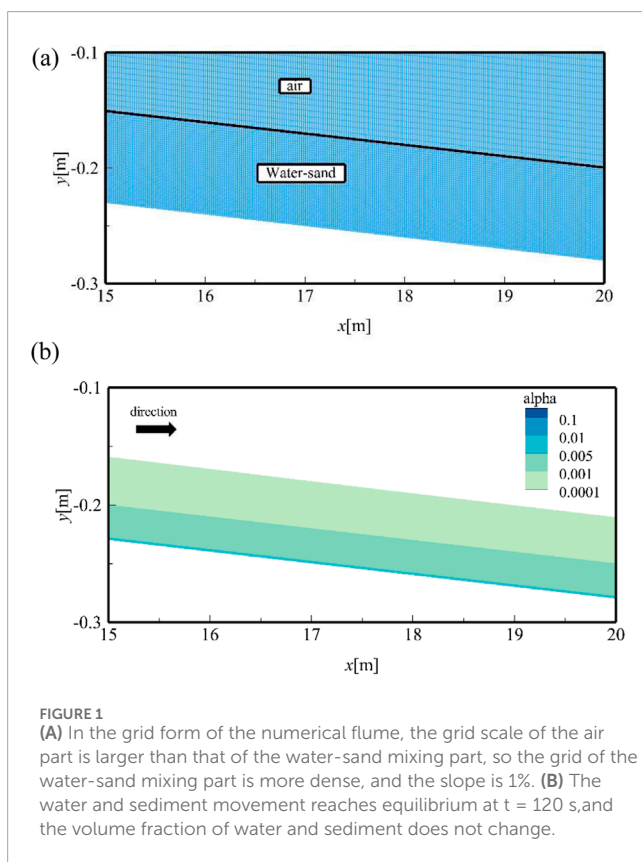 (a)
-0.1
air
y[m]
-0.2
Water-sand
-0.3
15 16 17 18 19 20
x[m]
(b)
-0.1
direction
alpha
0.1
0.01
0.005
0.001
0.0001
y[m]
-0.2
-0.3
15 16 17 18 19 20
x[m]
FIGURE 1
(A) In the grid form of the numerical flume, the grid scale of the air
part is larger than that of the water-sand mixing part, so the grid of the
water-sand mixing part is more dense, and the slope is 1%. (B) The
water and sediment movement reaches equilibrium at t = 120 s,and
the volume fraction of water and sediment does not change.